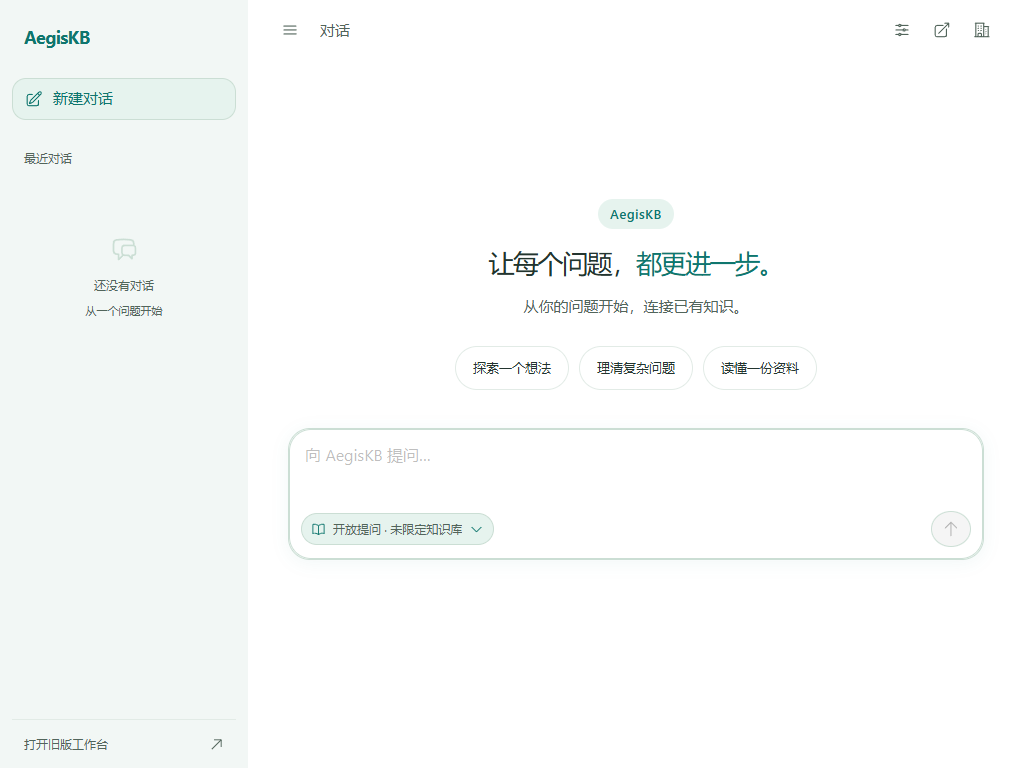 AegisKB
新建对话
最近对话
还没有对话
从一个问题开始
打开旧版工作台
对话
AegisKB
让每个问题，都更进一步。
从你的问题开始，连接已有知识。
探索一个想法
理清复杂问题
读懂一份资料
向 AegisKB 提问...
开放提问 · 未限定知识库